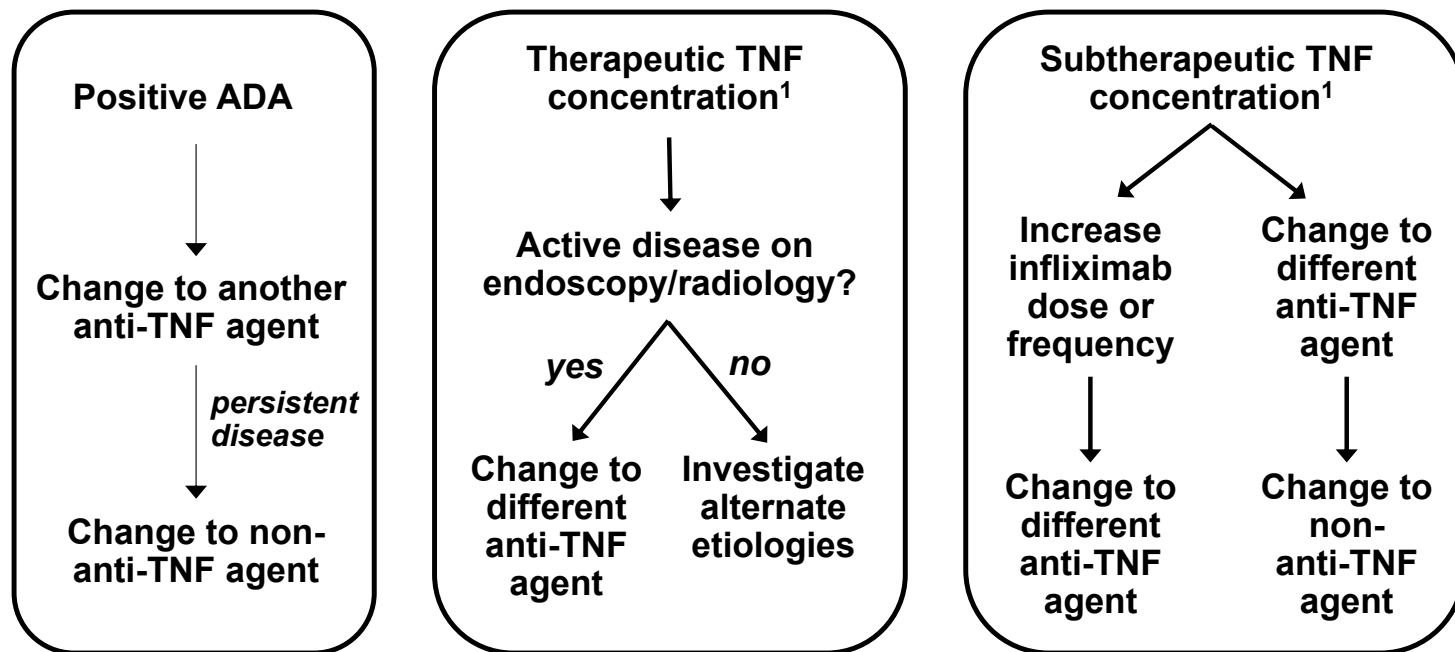 Positive ADA
Change to another
anti-TNF agent
persistent
disease
Change to non-
anti-TNF agent
Therapeutic TNF
concentration¹
Active disease on
endoscopy/radiology?
yes
no
Change to
different
anti-TNF
agent
Investigate
alternate
etiologies
Subtherapeutic TNF
concentration¹
Increase
infliximab
dose or
frequency
Change to
different
anti-TNF
agent
Change to
different
anti-TNF
agent
Change to
non-
anti-TNF
agent